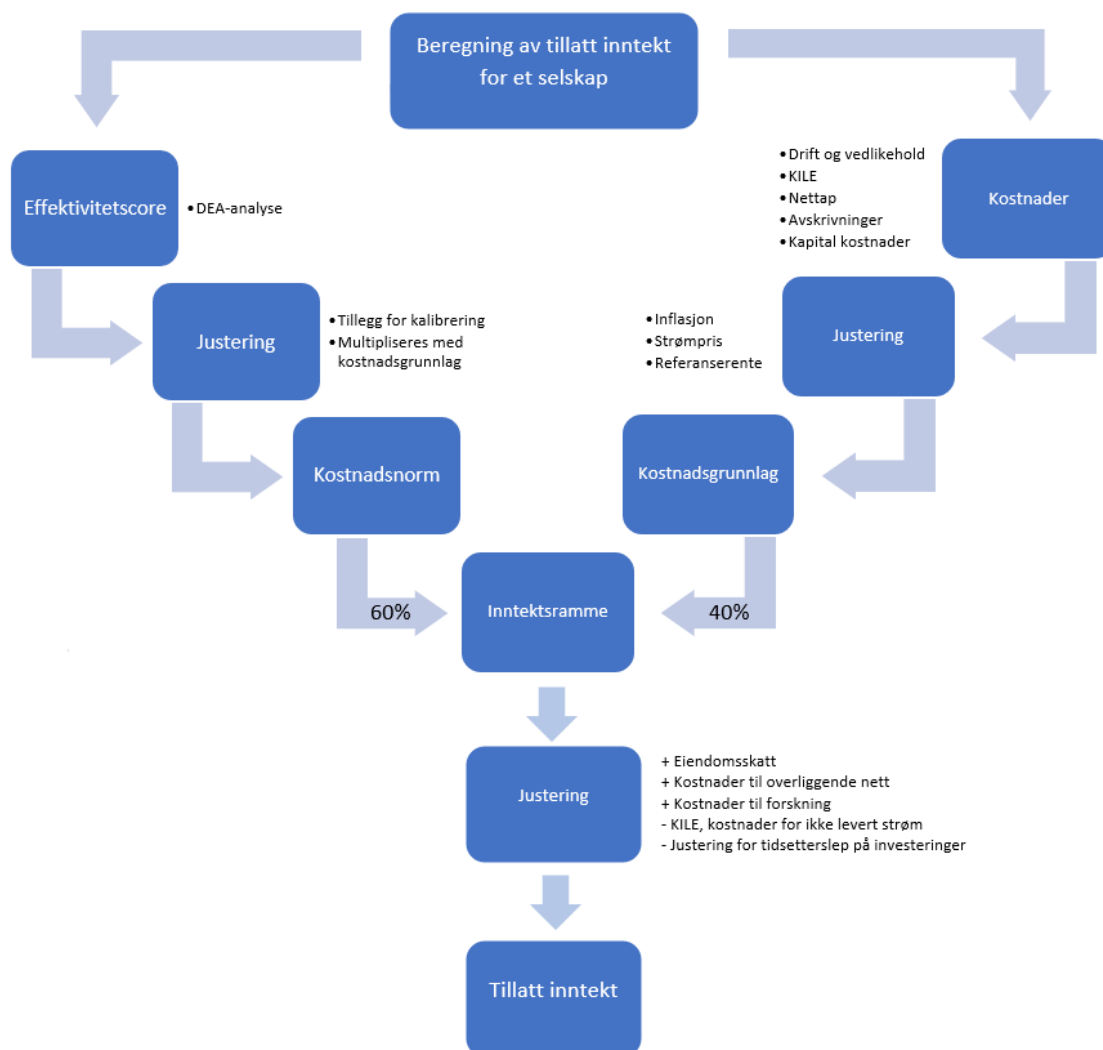 Beregning av tillatt inntekt
for et selskap
Effektivitetscore
•DEA-analyse
•Drift og vedlikehold
•KILE
•Nettap
•Avskrivninger
•Kapital kostnader
Kostnader
Justering
•Tillegg for kalibrering
•Multipliseres med
kostnadsgrunnlag
•Inflasjon
•Strømpris
•Referanserente
Justering
Kostnadsnorm
Kostnadsgrunnlag
60%
Inntektsramme
40%
Justering
+ Eiendomsskatt
+ Kostnader til overliggende nett
+ Kostnader til forskning
- KILE, kostnader for ikke levert strøm
- Justering for tidsetterslep på investeringer
Tillatt inntekt